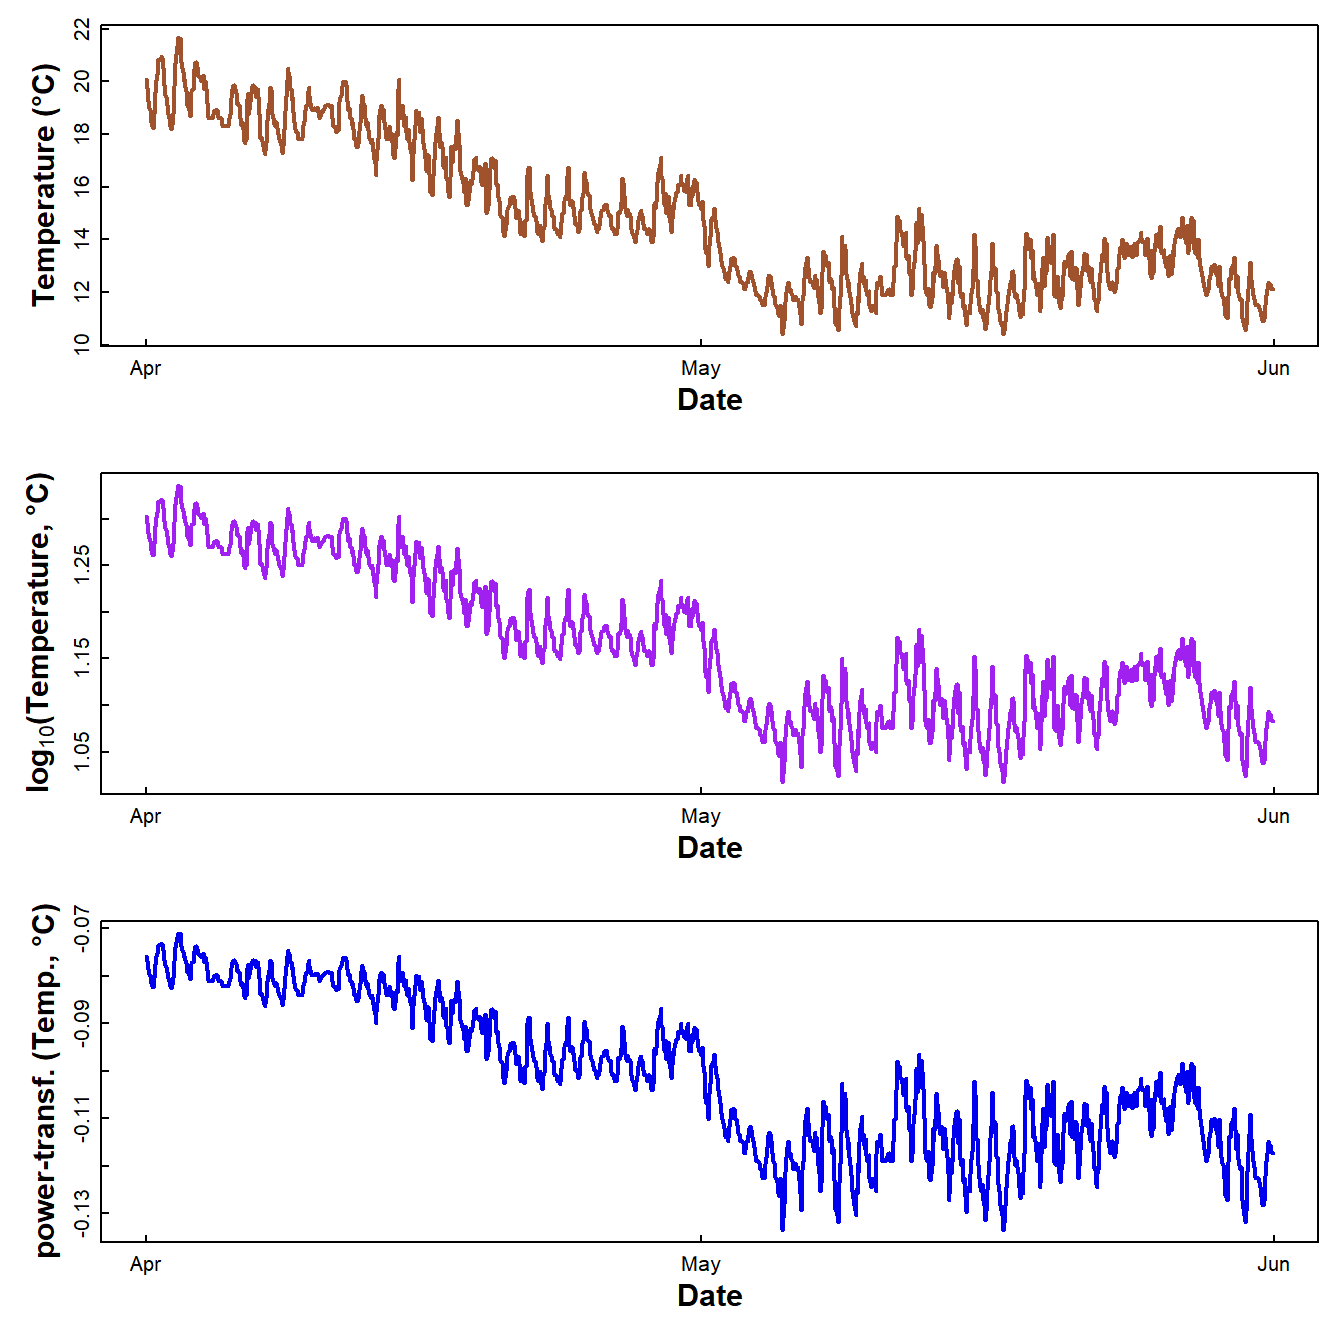 Temperature (°C)
22
20
18
16
14
12
10
Apr
May
Jun
Date
log10(Temperature, °C)
1.25
1.15
1.05
Apr
May
Jun
Date
power-transf. (Temp., °C)
-0.07
-0.09
-0.11
-0.13
Apr
May
Jun
Date